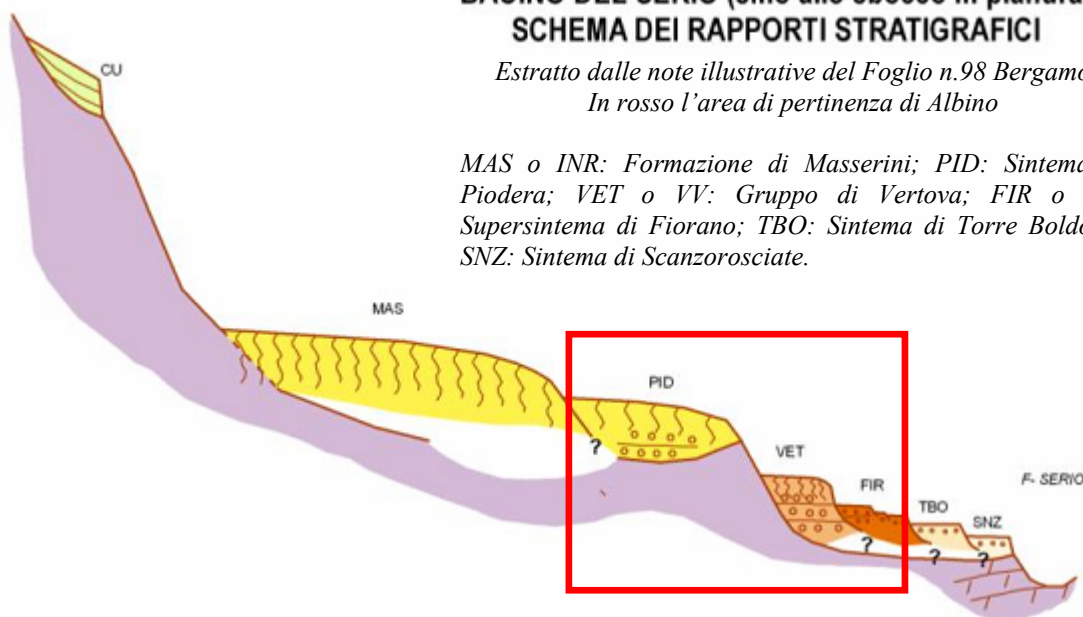 SCHEMA DEI RAPPORTI STRATIGRAFICI
Estratto dalle note illustrative del Foglio n.98 Bergamo
In rosso l'area di pertinenza di Albino
MAS o INR: Formazione di Masserini; PID: Sintema
Piodera; VET o VV: Gruppo di Vertova; FIR o
Supersintema di Fiorano; TBO: Sintema di Torre Boldo
SNZ: Sintema di Scanzorosciate.
CU
MAS
PID
?
VET
FIR
F- SERIO
TBO
SNZ
?
?
?